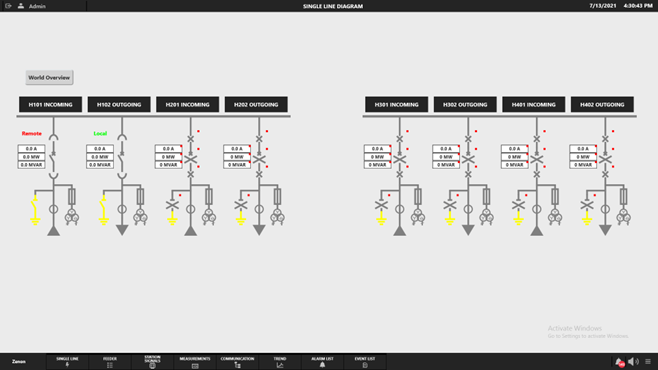 Admin
SINGLE LINE DIAGRAM
7/13/2021
4:30:43 PM
World Overview
H101 INCOMING
H102 OUTGOING
H201 INCOMING
H202 OUTGOING
H301 INCOMING
H302 OUTGOING
H401 INCOMING
H402 OUTGOING
Remote
Local
0.0 A
0.0 MW
0.0 MVAR
0.0 A
0.0 MW
0.0 MVAR
0.0 A
0 MW
0 MVAR
0.0 A
0 MW
0 MVAR
0.0 A
0 MW
0 MVAR
0.0 A
0 MW
0 MVAR
0.0 A
0 MW
0 MVAR
0.0 A
0 MW
0 MVAR
Activate Windows
Go to Settings to activate Windows.
Zenon
SINGLE LINE
FEEDER
STATION SIGNALS
MEASUREMENTS
COMMUNICATION
TREND
ALARM LIST
EVENT LIST